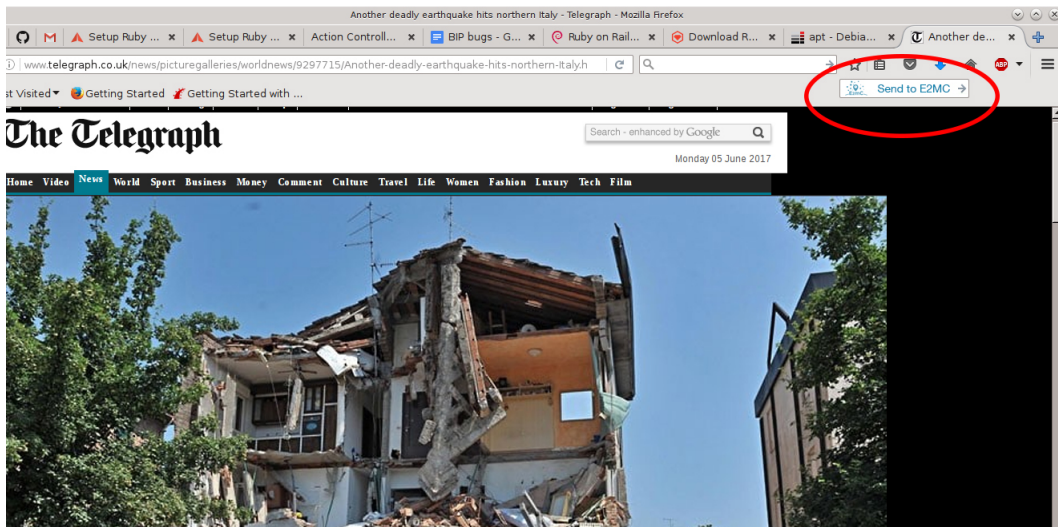 Another deadly earthquake hits northern Italy - Telegraph - Mozilla Firefox
Setup Ruby ... Setup Ruby ... Action Controll... BIP bugs - G... Ruby on Rail... Download R... apt - Debia... Another de...
www.telegraph.co.uk/news/picturegalleries/worldnews/9297715/Another-deadly-earthquake-hits-northern-Italy.h ABP
st Visited Getting Started Getting Started with ...
Send to E2MC
The Telegraph
Search - enhanced by Google
Monday 05 June 2017
Home Video News World Sport Business Money Comment Culture Travel Life Women Fashion Luxury Tech Film